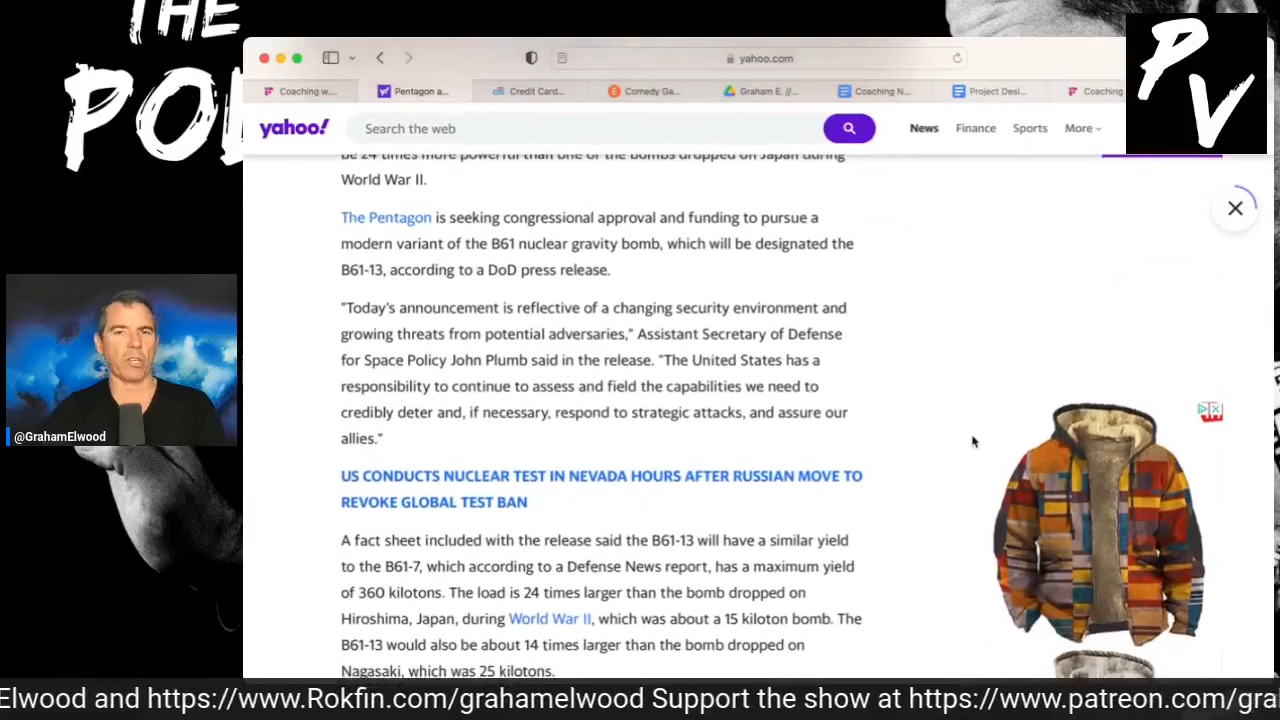 THE
POL
PV
yahoo.com
Coaching w....
Pentagon a...
Credit Card...
Comedy Ga...
Graham E. //...
Coaching N...
Project Desi...
Coaching
yahoo!
Search the web
News
Finance
Sports
More
be 24 times more powerful than one of the bombs dropped on Japan during
World War II.
The Pentagon is seeking congressional approval and funding to pursue a
modern variant of the B61 nuclear gravity bomb, which will be designated the
B61-13, according to a DoD press release.
"Today's announcement is reflective of a changing security environment and
growing threats from potential adversaries," Assistant Secretary of Defense
for Space Policy John Plumb said in the release. "The United States has a
responsibility to continue to assess and field the capabilities we need to
credibly deter and, if necessary, respond to strategic attacks, and assure our
allies."
US CONDUCTS NUCLEAR TEST IN NEVADA HOURS AFTER RUSSIAN MOVE TO
REVOKE GLOBAL TEST BAN
A fact sheet included with the release said the B61-13 will have a similar yield
to the B61-7, which according to a Defense News report, has a maximum yield
of 360 kilotons. The load is 24 times larger than the bomb dropped on
Hiroshima, Japan, during World War II, which was about a 15 kiloton bomb. The
B61-13 would also be about 14 times larger than the bomb dropped on
Nagasaki, which was 25 kilotons.
@GrahamElwood
Elwood and https://www.Rokfin.com/grahamelwood Support the show at https://www.patreon.com/gra